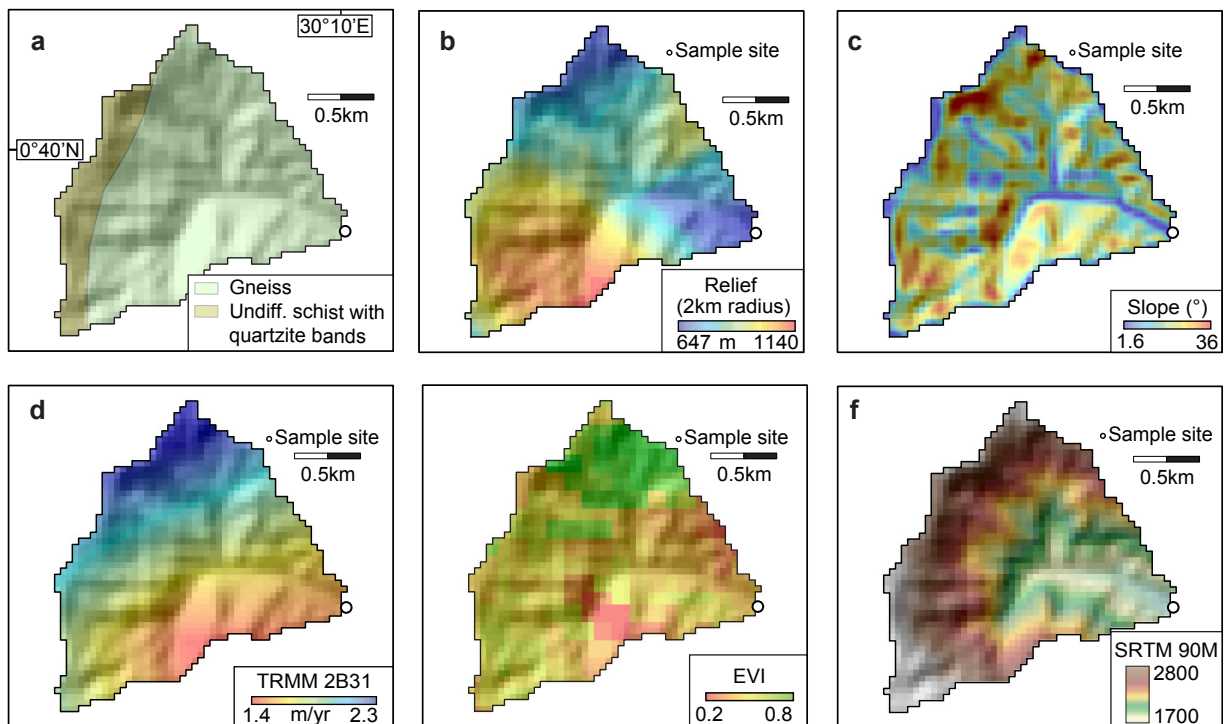 a
30°10'E
0.5km
0°40'N
Gneiss
Undiff. schist with
quartzite bands
b
Sample site
0.5km
Relief
(2km radius)
647 m 1140
c
Sample site
0.5km
Slope (°)
1.6 36
d
Sample site
0.5km
TRMM 2B31
1.4 m/yr 2.3
Sample site
0.5km
EVI
0.2 0.8
f
Sample site
0.5km
SRTM 90M
2800
1700